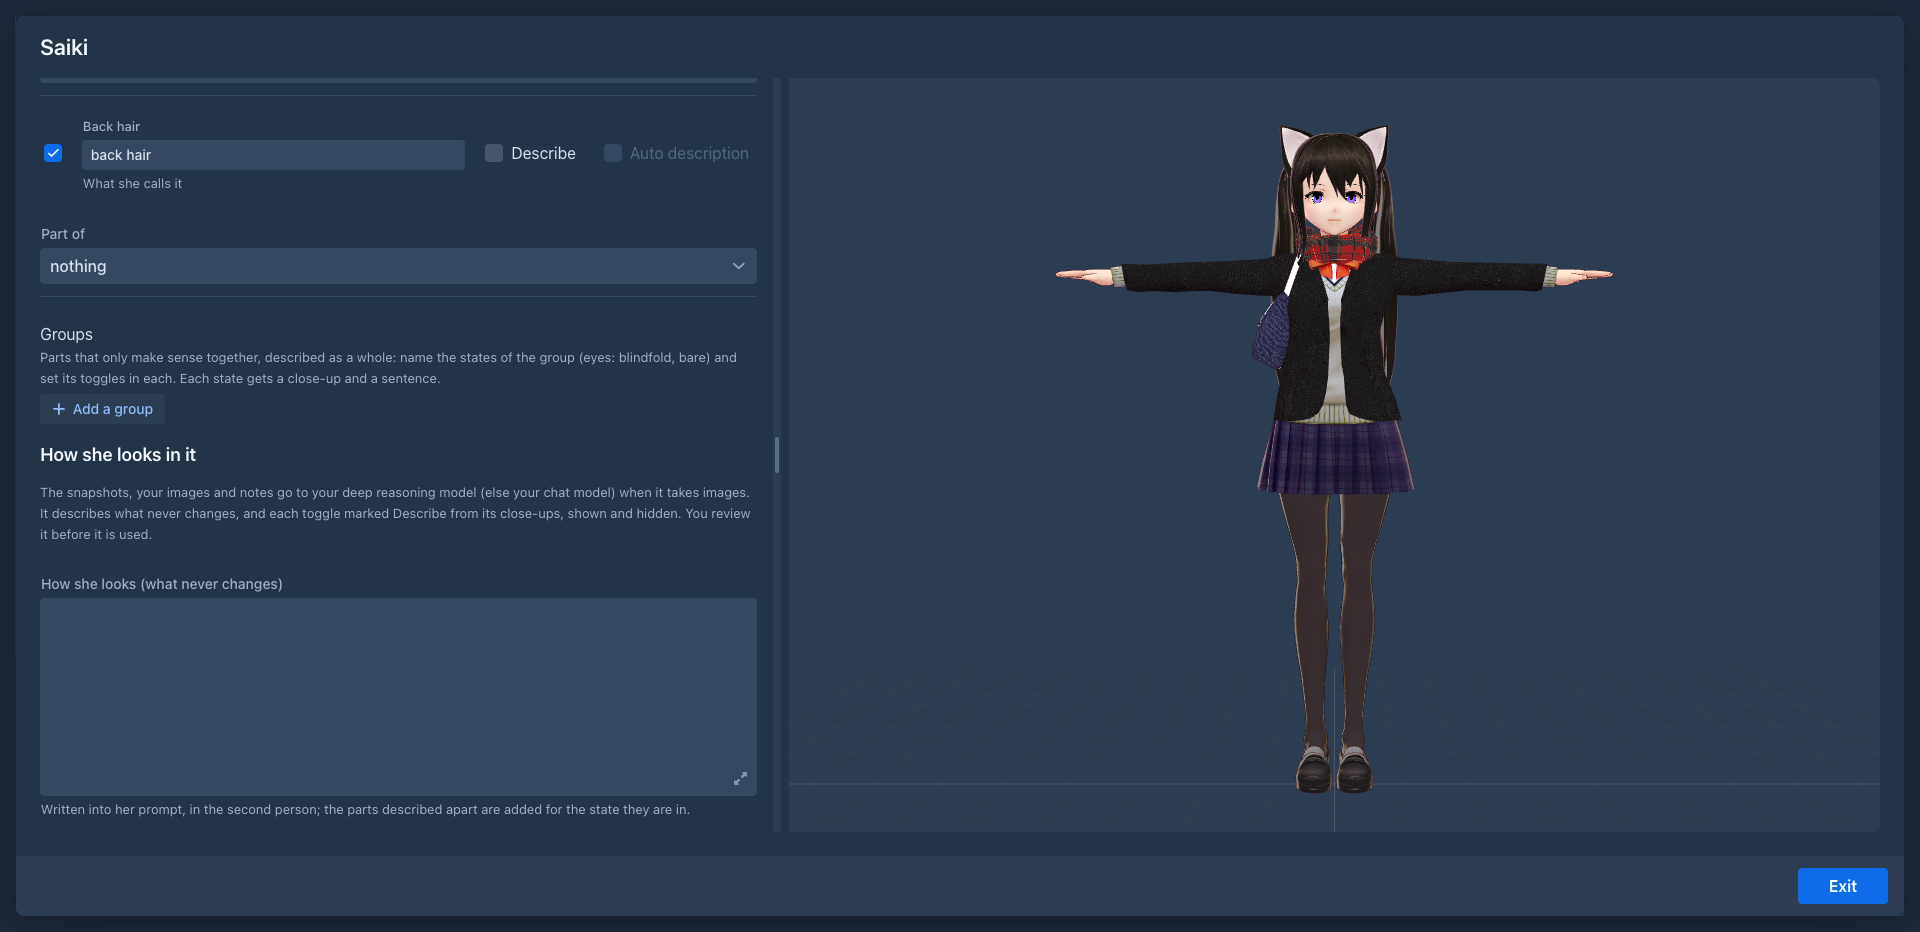 Saiki
Back hair
back hair
Describe
Auto description
What she calls it
Part of
nothing
Groups
Parts that only make sense together, described as a whole: name the states of the group (eyes: blindfold, bare) and
set its toggles in each. Each state gets a close-up and a sentence.
+ Add a group
How she looks in it
The snapshots, your images and notes go to your deep reasoning model (else your chat model) when it takes images.
It describes what never changes, and each toggle marked Describe from its close-ups, shown and hidden. You review
it before it is used.
How she looks (what never changes)
Written into her prompt, in the second person; the parts described apart are added for the state they are in.
Exit